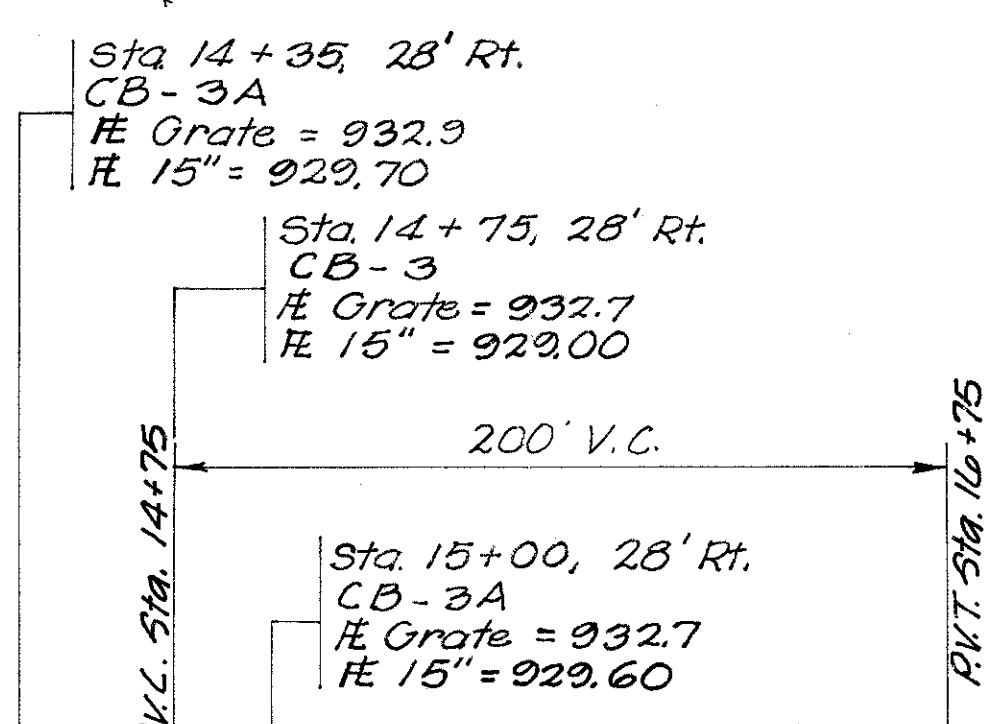 Sta. 14 + 35, 28' Rt.
CB - 3A
FL Grate = 932.9
FL 15" = 929.70
Sta. 14 + 75, 28' Rt.
CB - 3
FL Grate = 932.7
FL 15" = 929.00
200' V.C.
V.C. Sta. 14+75
P.V.T. Sta. 16+75
Sta. 15+00, 28' Rt.
CB - 3A
FL Grate = 932.7
FL 15" = 929.60